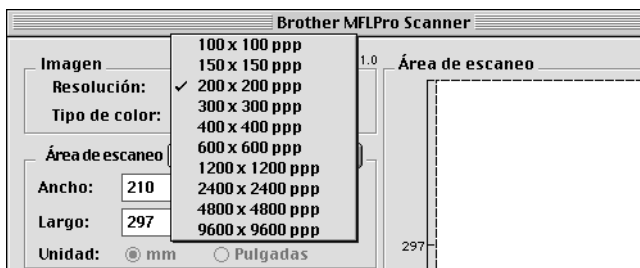 Brother MFLPro Scanner
Imagen
1.0
Resolución:
Tipo de color:
100 x 100 ppp
150 x 150 ppp
✓ 200 x 200 ppp
300 x 300 ppp
400 x 400 ppp
600 x 600 ppp
1200 x 1200 ppp
2400 x 2400 ppp
4800 x 4800 ppp
9600 x 9600 ppp
Área de escaneo
Ancho: 210
Largo: 297
Unidad: mm Pulgadas
Área de escaneo
297